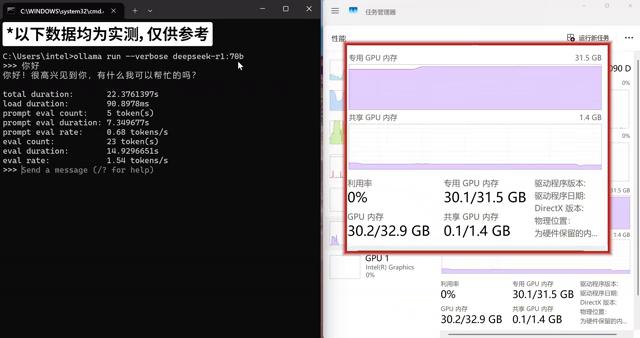 C:\WINDOWS\system32\cmd.
*以下数据均为实测,仅供参考
C:\Users\intel>ollama run --verbose deepseek-r1:70b
>>> 你好
你好！很高兴见到你，有什么我可以帮忙的吗？
total duration: 22.3761397s
load duration: 90.8978ms
prompt eval count: 5 token(s)
prompt eval duration: 7.349677s
prompt eval rate: 0.68 tokens/s
eval count: 23 token(s)
eval duration: 14.9296651s
eval rate: 1.54 tokens/s
>>> Send a message (/? for help)
任务管理器
性能
运行新任务
专用 GPU 内存
31.5 GB
共享 GPU 内存
1.4 GB
利用率
0%
专用 GPU 内存
30.1/31.5 GB
GPU 内存
30.2/32.9 GB
共享 GPU 内存
0.1/1.4 GB
驱动程序版本:
驱动程序日期:
DirectX 版本:
物理位置:
为硬件保留的内...
090 D
0%
31.5 GB
1.4 GB
GPU 1
Intel(R) Graphics
0%
利用率
0%
专用 GPU 内存
30.1/31.5 GB
GPU 内存
30.2/32.9 GB
共享 GPU 内存
0.1/1.4 GB
驱动程序版本:
驱动程序日期:
DirectX 版本:
物理位置:
为硬件保留的内...